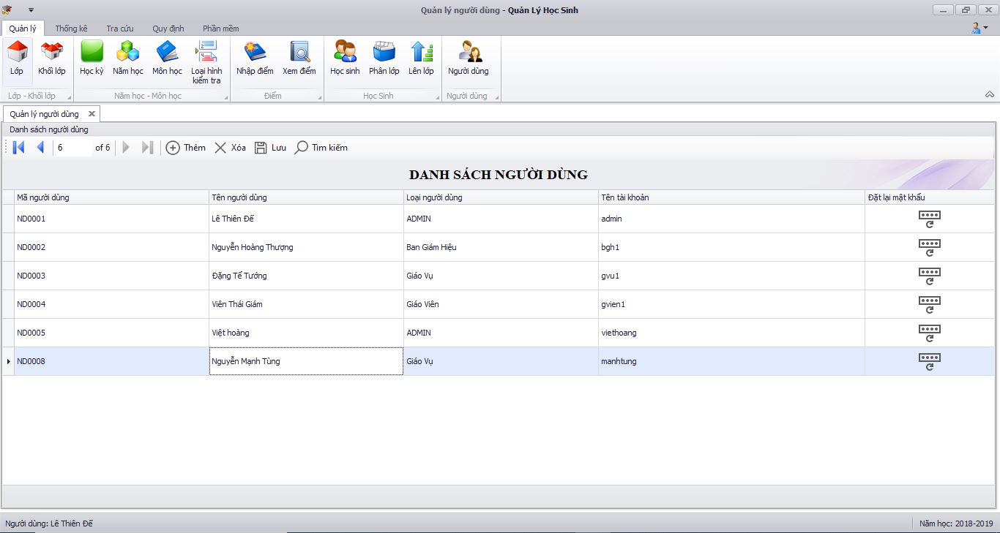 Quản lý người dùng - Quản Lý Học Sinh
Quản lý Thống kê Tra cứu Quy định Phần mềm
Lớp Khối lớp Học kỳ Năm học Môn học Loại hình kiểm tra Nhập điểm Xem điểm Học sinh Phân lớp Lên lớp Người dùng
Lớp - Khối lớp Năm học - Môn học Điểm Học Sinh Người dùng
Quản lý người dùng
Danh sách người dùng
6 of 6 Thêm Xóa Lưu Tìm kiếm
DANH SÁCH NGƯỜI DÙNG
Mã người dùng Tên người dùng Loại người dùng Tên tài khoản Đặt lại mật khẩu
ND0001 Lê Thiên Đế ADMIN admin
ND0002 Nguyễn Hoàng Thượng Ban Giám Hiệu bgh1
ND0003 Đặng Tể Tướng Giáo Vụ gvu1
ND0004 Viên Thái Giám Giáo Viên gvien1
ND0005 Việt hoàng ADMIN viethoang
ND0008 Nguyễn Mạnh Tùng Giáo Vụ manhtung
Người dùng: Lê Thiên Đế Năm học: 2018-2019